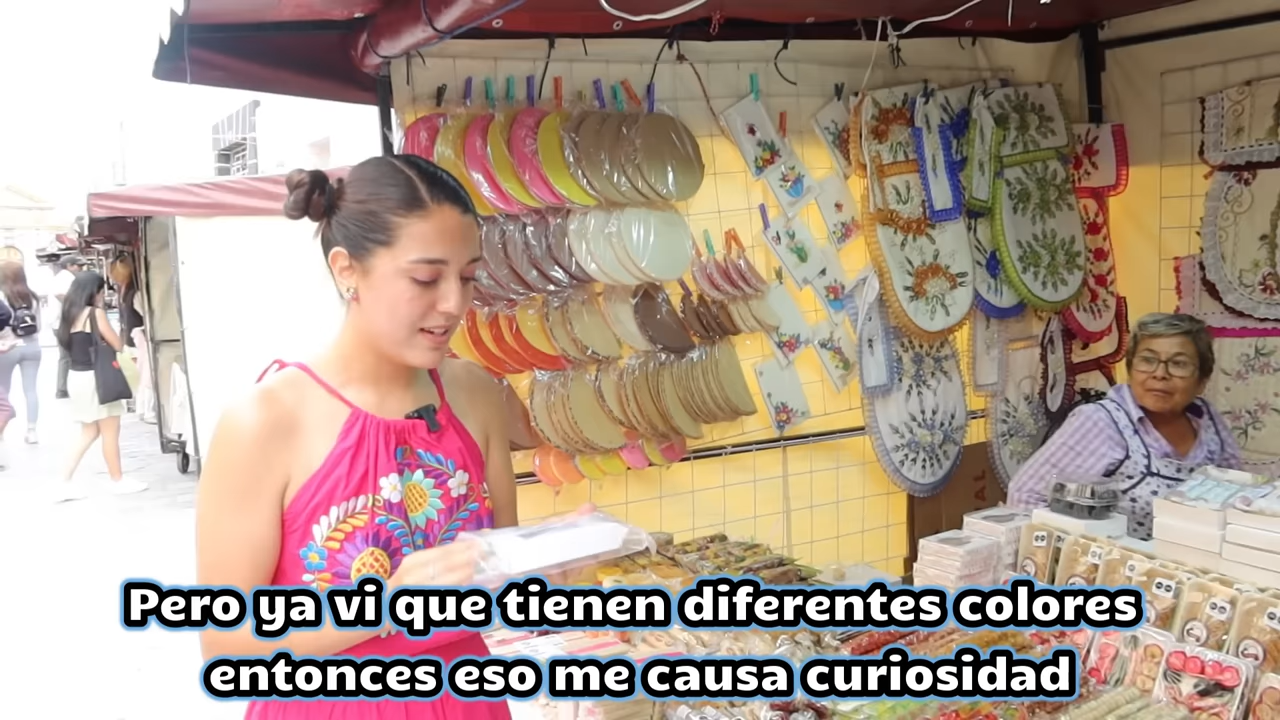 Pero ya vi que tienen diferentes colores
entonces eso me causa curiosidad